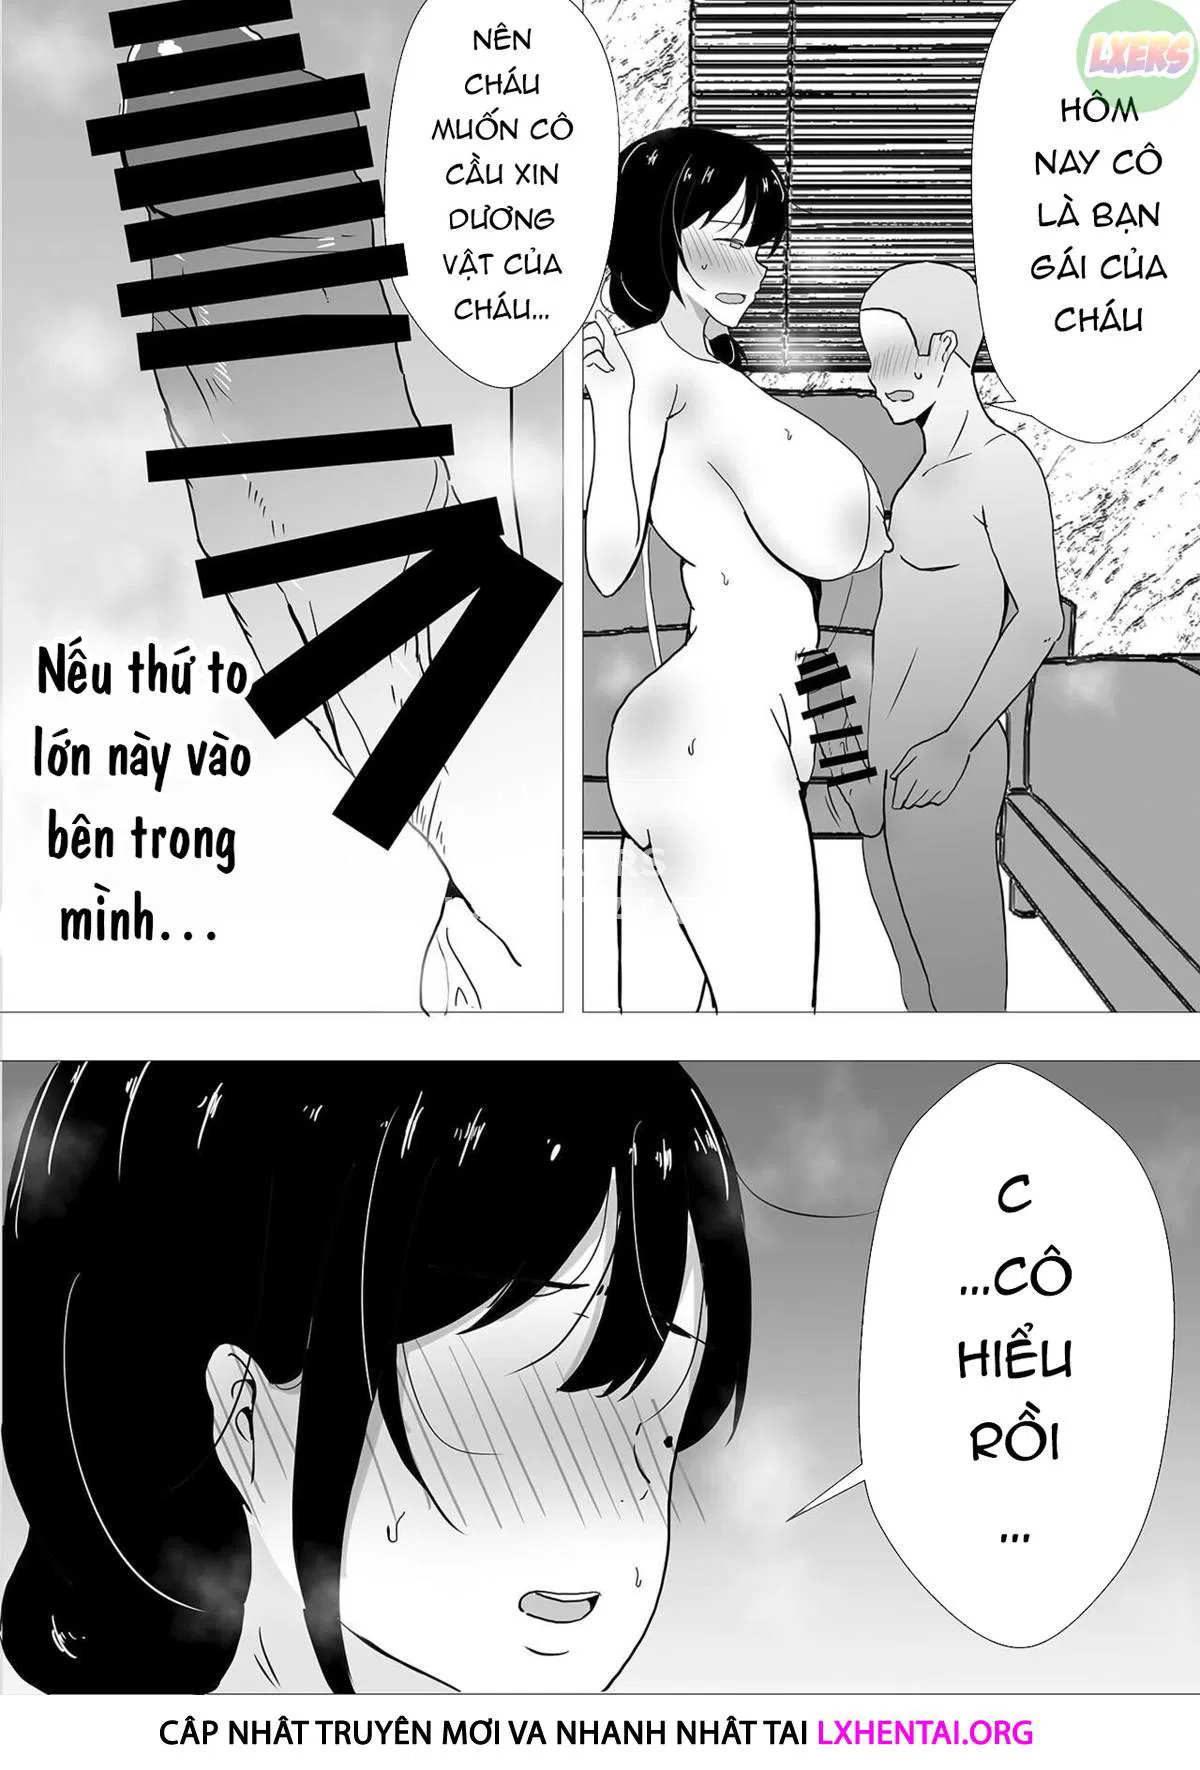 HÔM
NAY CÔ
LÀ BẠN
GÁI CỦA
CHÁU
NÊN
CHÁU
MUỐN CÔ
CẦU XIN
DƯƠNG
VẬT CỦA
CHÁU...
Nếu thứ to
lớn này vào
bên trong
mình...
C
...CÔ
HIỂU
RỒI
...
LXERS
CẬP NHẬT TRUYỆN MỚI VÀ NHANH NHẤT TẠI LXHENTAI.ORG